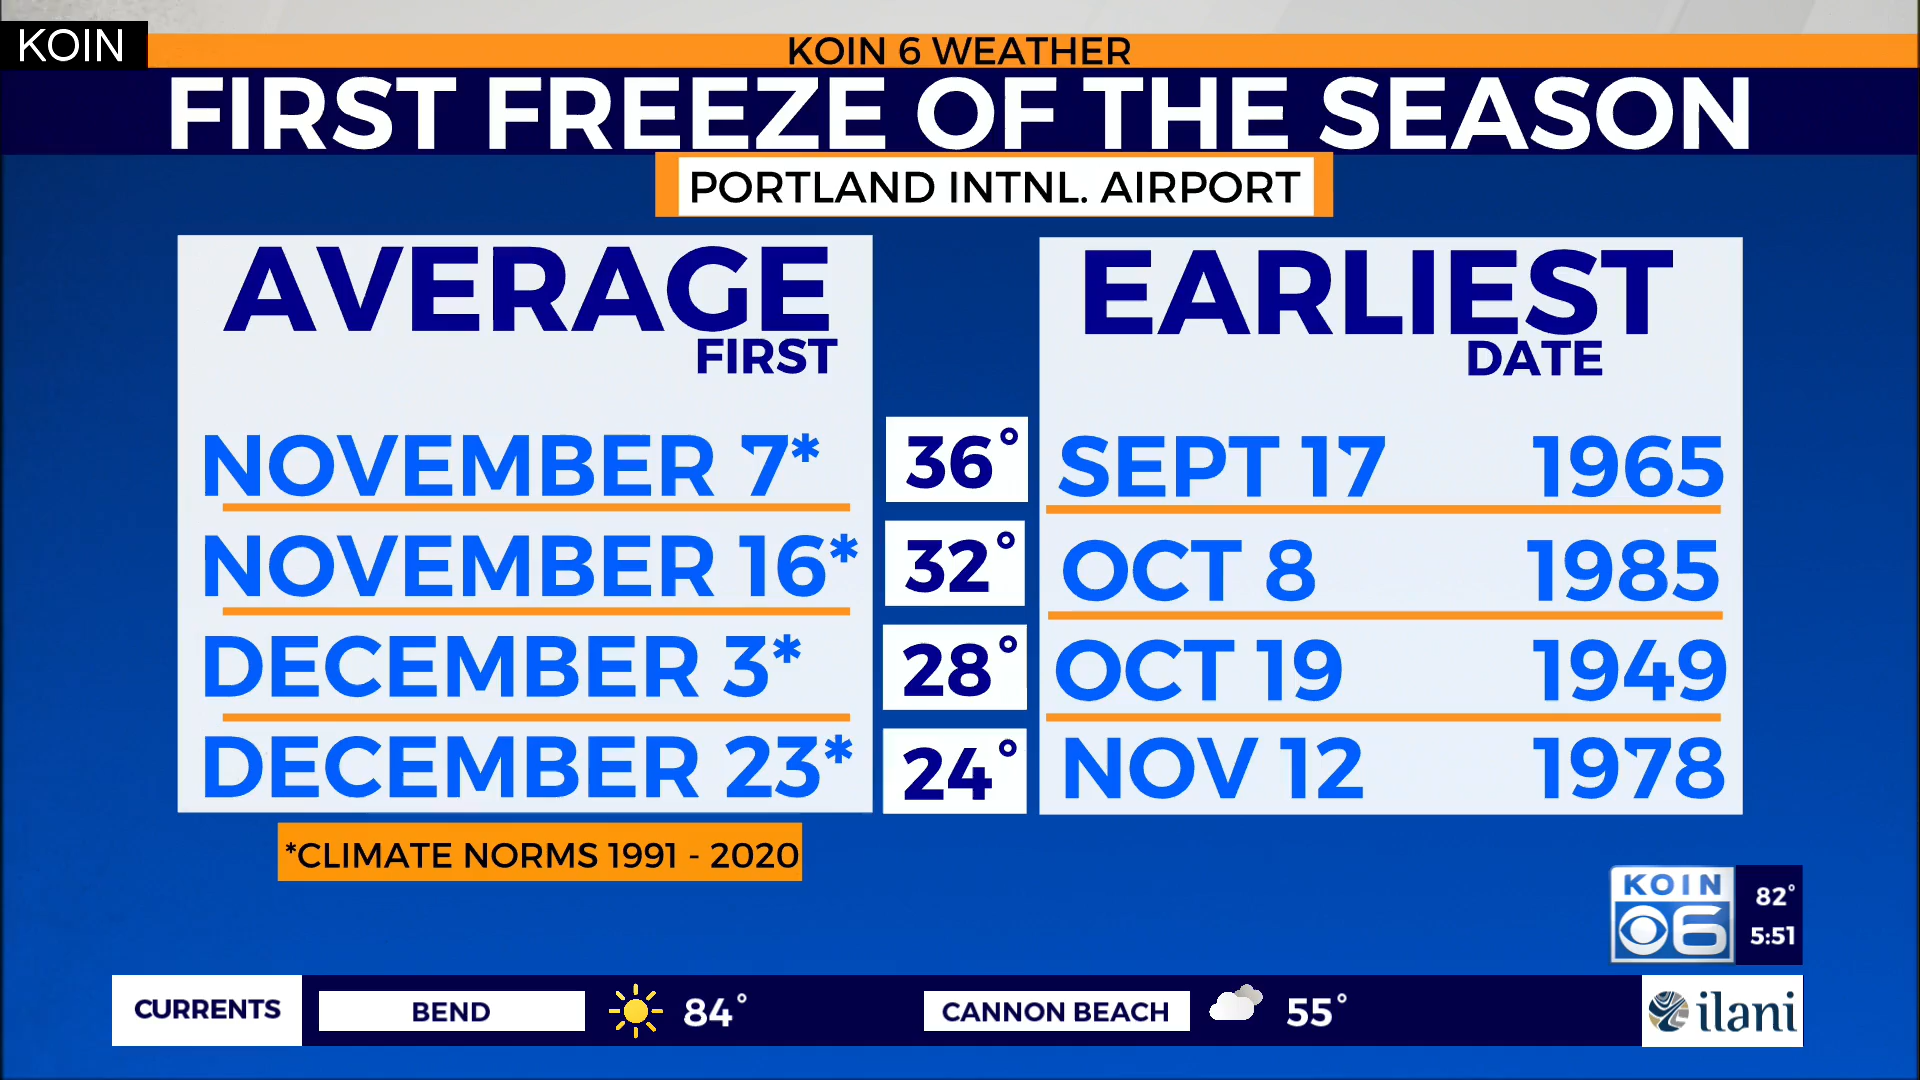 KOIN
KOIN 6 WEATHER
FIRST FREEZE OF THE SEASON
PORTLAND INTNL. AIRPORT
AVERAGE
FIRST
EARLIEST
DATE
NOVEMBER 7* 36° SEPT 17 1965
NOVEMBER 16* 32° OCT 8 1985
DECEMBER 3* 28° OCT 19 1949
DECEMBER 23* 24° NOV 12 1978
*CLIMATE NORMS 1991 - 2020
KOIN
6
82°
5:51
CURRENTS BEND 84° CANNON BEACH 55° ilani